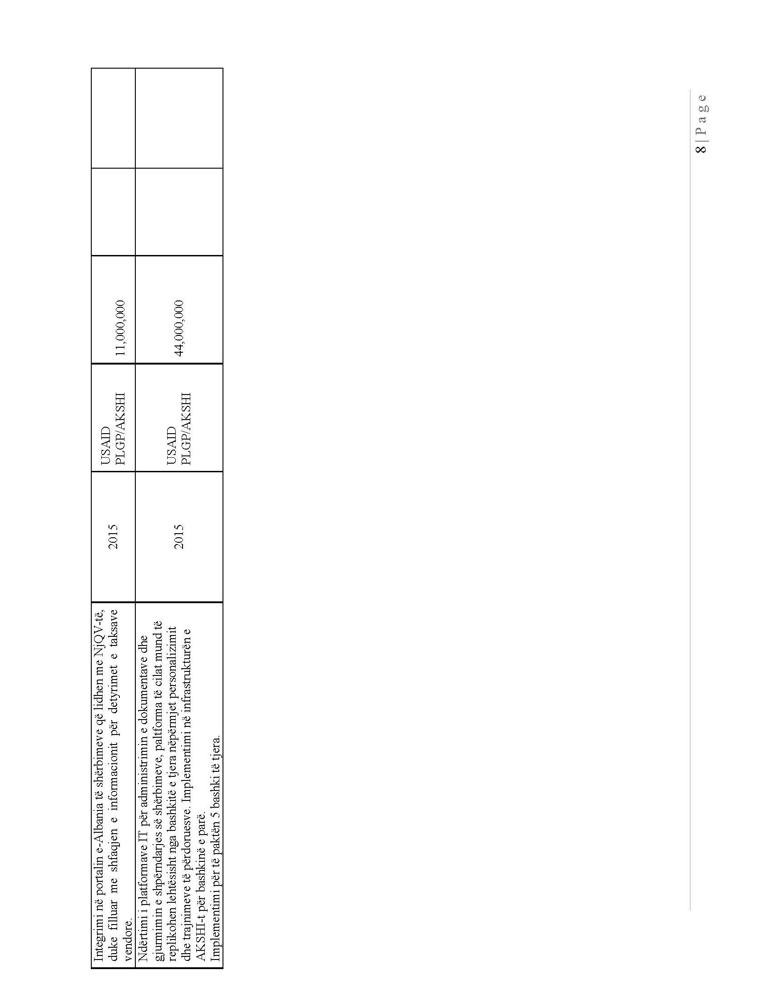 Integrimi në portalin e-Albania të shërbimeve që lidhen me NjQV-të,
duke filluar me shfaqjen e informacionit për detyrimet e taksave
vendore.
2015
USAID
PLGP/AKSHI
11,000,000
Ndërtimi i platformave IT për administrimin e dokumentave dhe
gjurmimin e shpërndarjes së shërbimeve, paltforma të cilat mund të
replikohen lehtësisht nga bashkitë e tjera nëpërmjet personalizimit
dhe trajnimeve të përdoruesve. Implementimi në infrastrukturën e
AKSHI-t për bashkinë e parë.
Implementimi për të paktën 5 bashki të tjera.
2015
USAID
PLGP/AKSHI
44,000,000
8 | P a g e